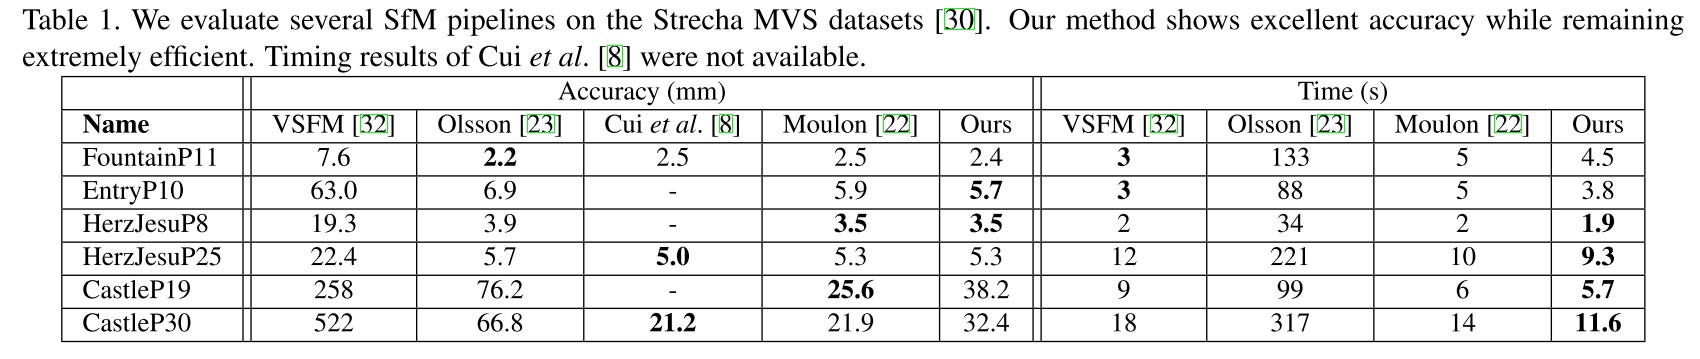 Table 1. We evaluate several SfM pipelines on the Strecha MVS datasets [30]. Our method shows excellent accuracy while remaining
extremely efficient. Timing results of Cui et al. [8] were not available.
Accuracy (mm) Time (s)
Name VSFM [32] Olsson [23] Cui et al. [8] Moulon [22] Ours VSFM [32] Olsson [23] Moulon [22] Ours
FountainP11 7.6 2.2 2.5 2.5 2.4 3 133 5 4.5
EntryP10 63.0 6.9 - 5.9 5.7 3 88 5 3.8
HerzJesuP8 19.3 3.9 - 3.5 3.5 2 34 2 1.9
HerzJesuP25 22.4 5.7 5.0 5.3 5.3 12 221 10 9.3
CastleP19 258 76.2 - 25.6 38.2 9 99 6 5.7
CastleP30 522 66.8 21.2 21.9 32.4 18 317 14 11.6